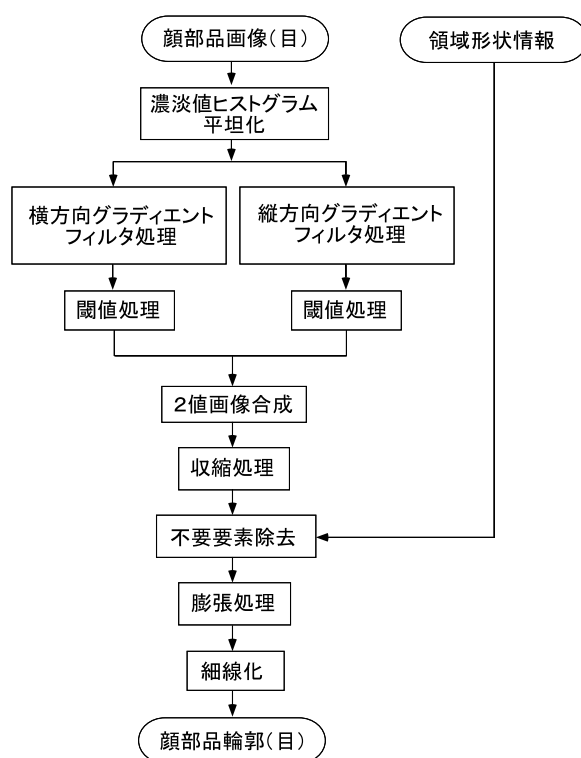 顔部品画像(目)
領域形状情報
濃淡値ヒストグラム
平坦化
横方向グラディエント
フィルタ処理
縦方向グラディエント
フィルタ処理
閾値処理
閾値処理
2値画像合成
収縮処理
不要要素除去
膨張処理
細線化
顔部品輪郭(目)